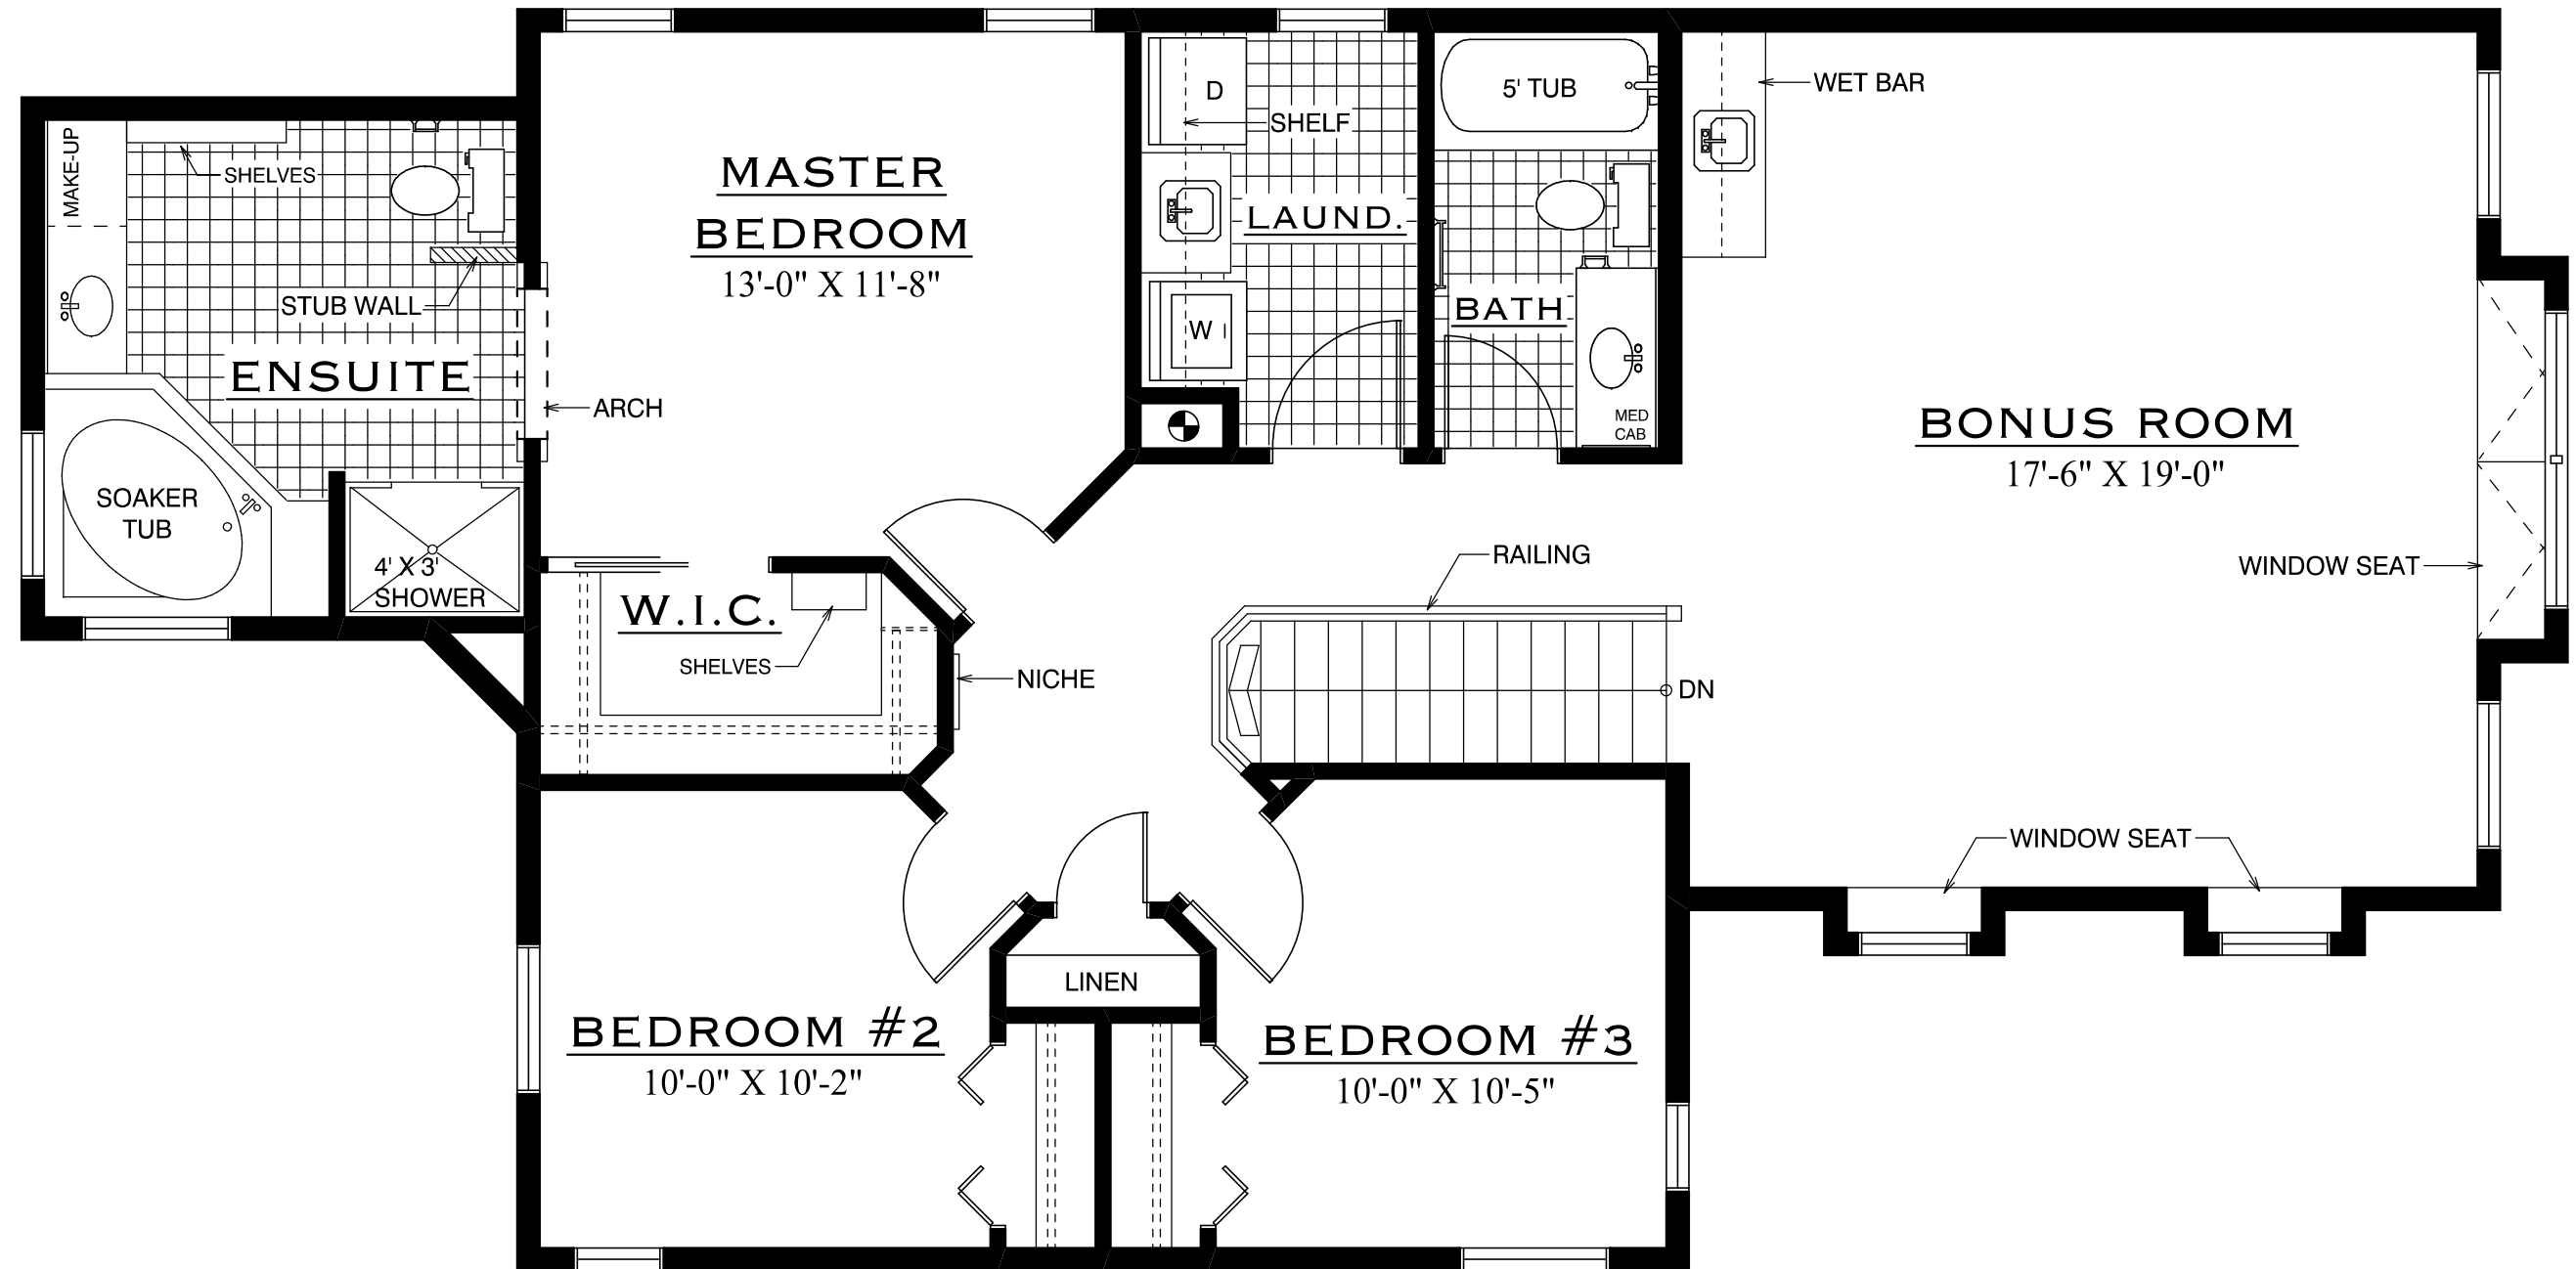 MAKE-UP
SHELVES
STUB WALL
ENSUITE
ARCH
SOAKER
TUB
4' X 3'
SHOWER
MASTER
BEDROOM
13'-0" X 11'-8"
W.I.C.
SHELVES
NICHE
D
SHELF
LAUND.
W
5' TUB
BATH
MED
CAB
WET BAR
BONUS ROOM
17'-6" X 19'-0"
WINDOW SEAT
RAILING
DN
WINDOW SEAT
LINEN
BEDROOM #2
10'-0" X 10'-2"
BEDROOM #3
10'-0" X 10'-5"